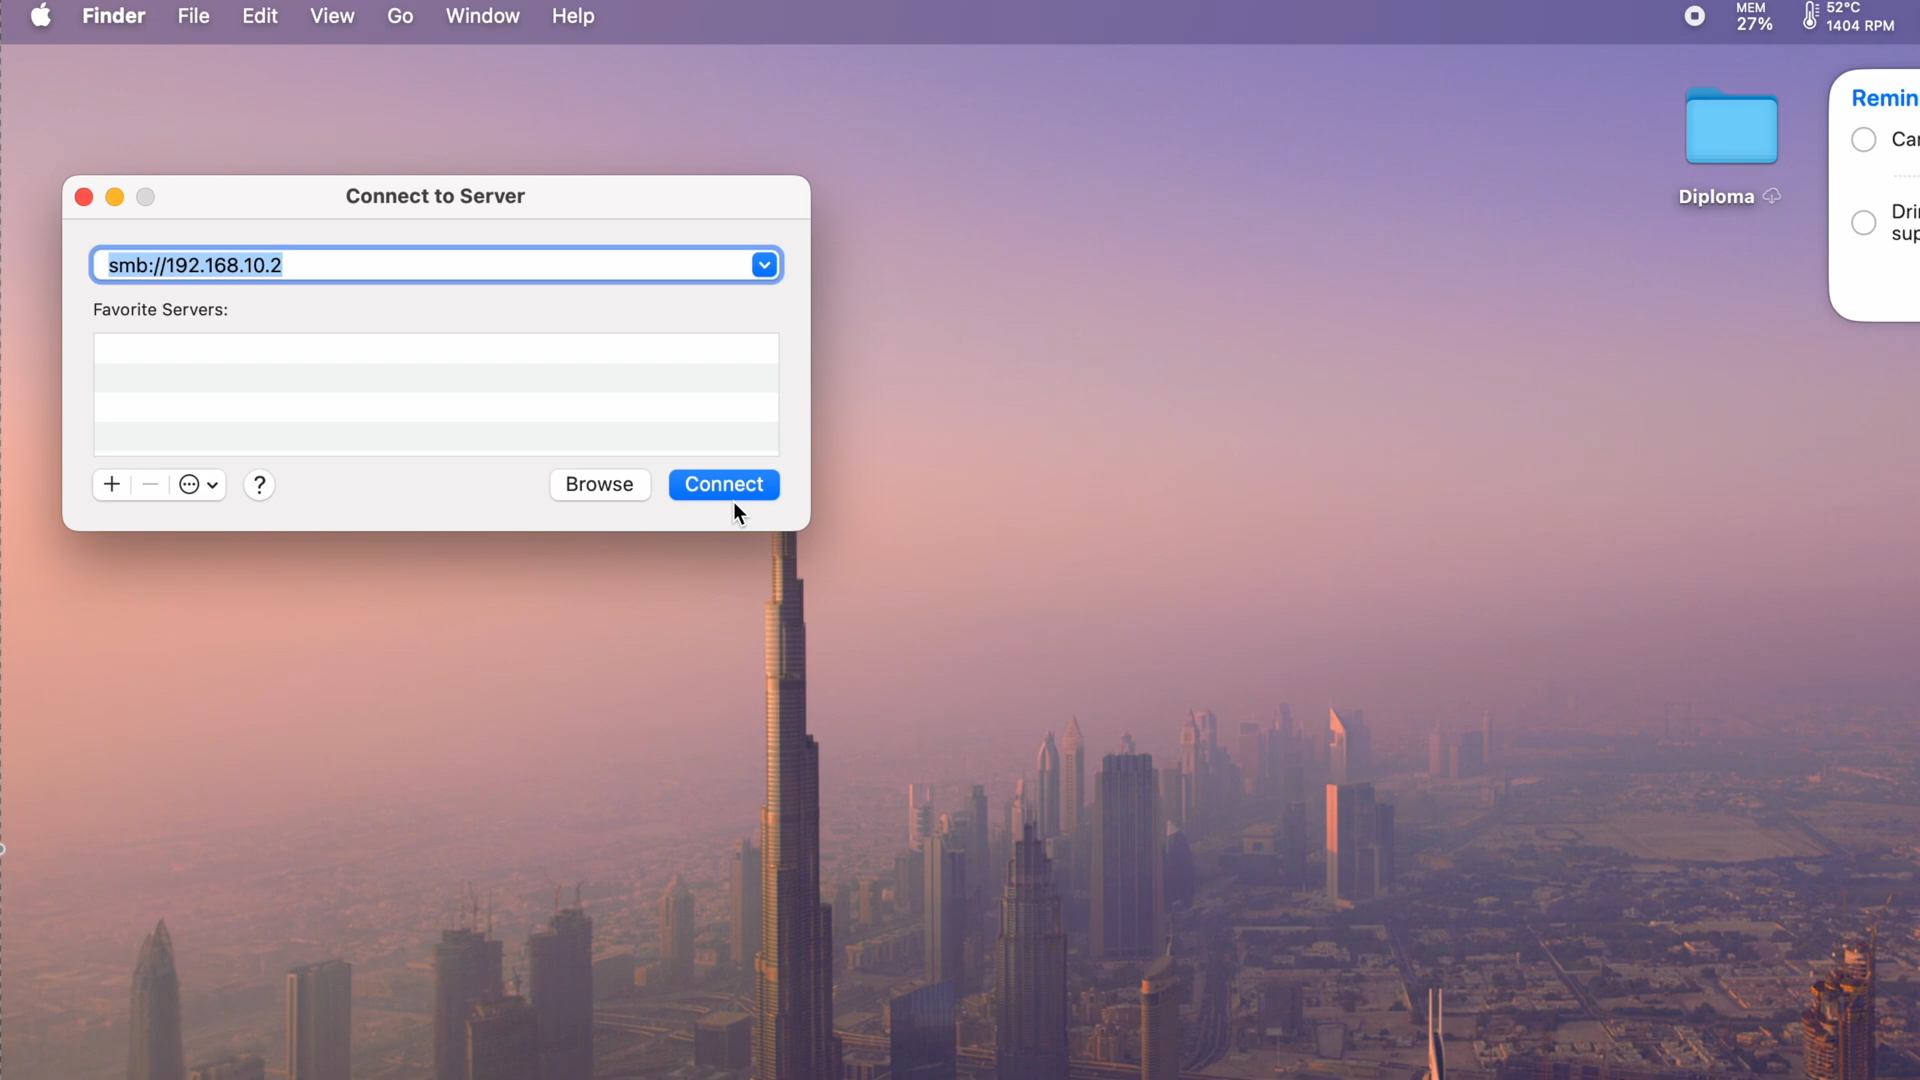 Finder File Edit View Go Window Help
MEM
27%
52°C
1404 RPM
Connect to Server
smb://192.168.10.2
Favorite Servers:
Browse
Connect
?
Diploma
Remin
Car
Drin
sup